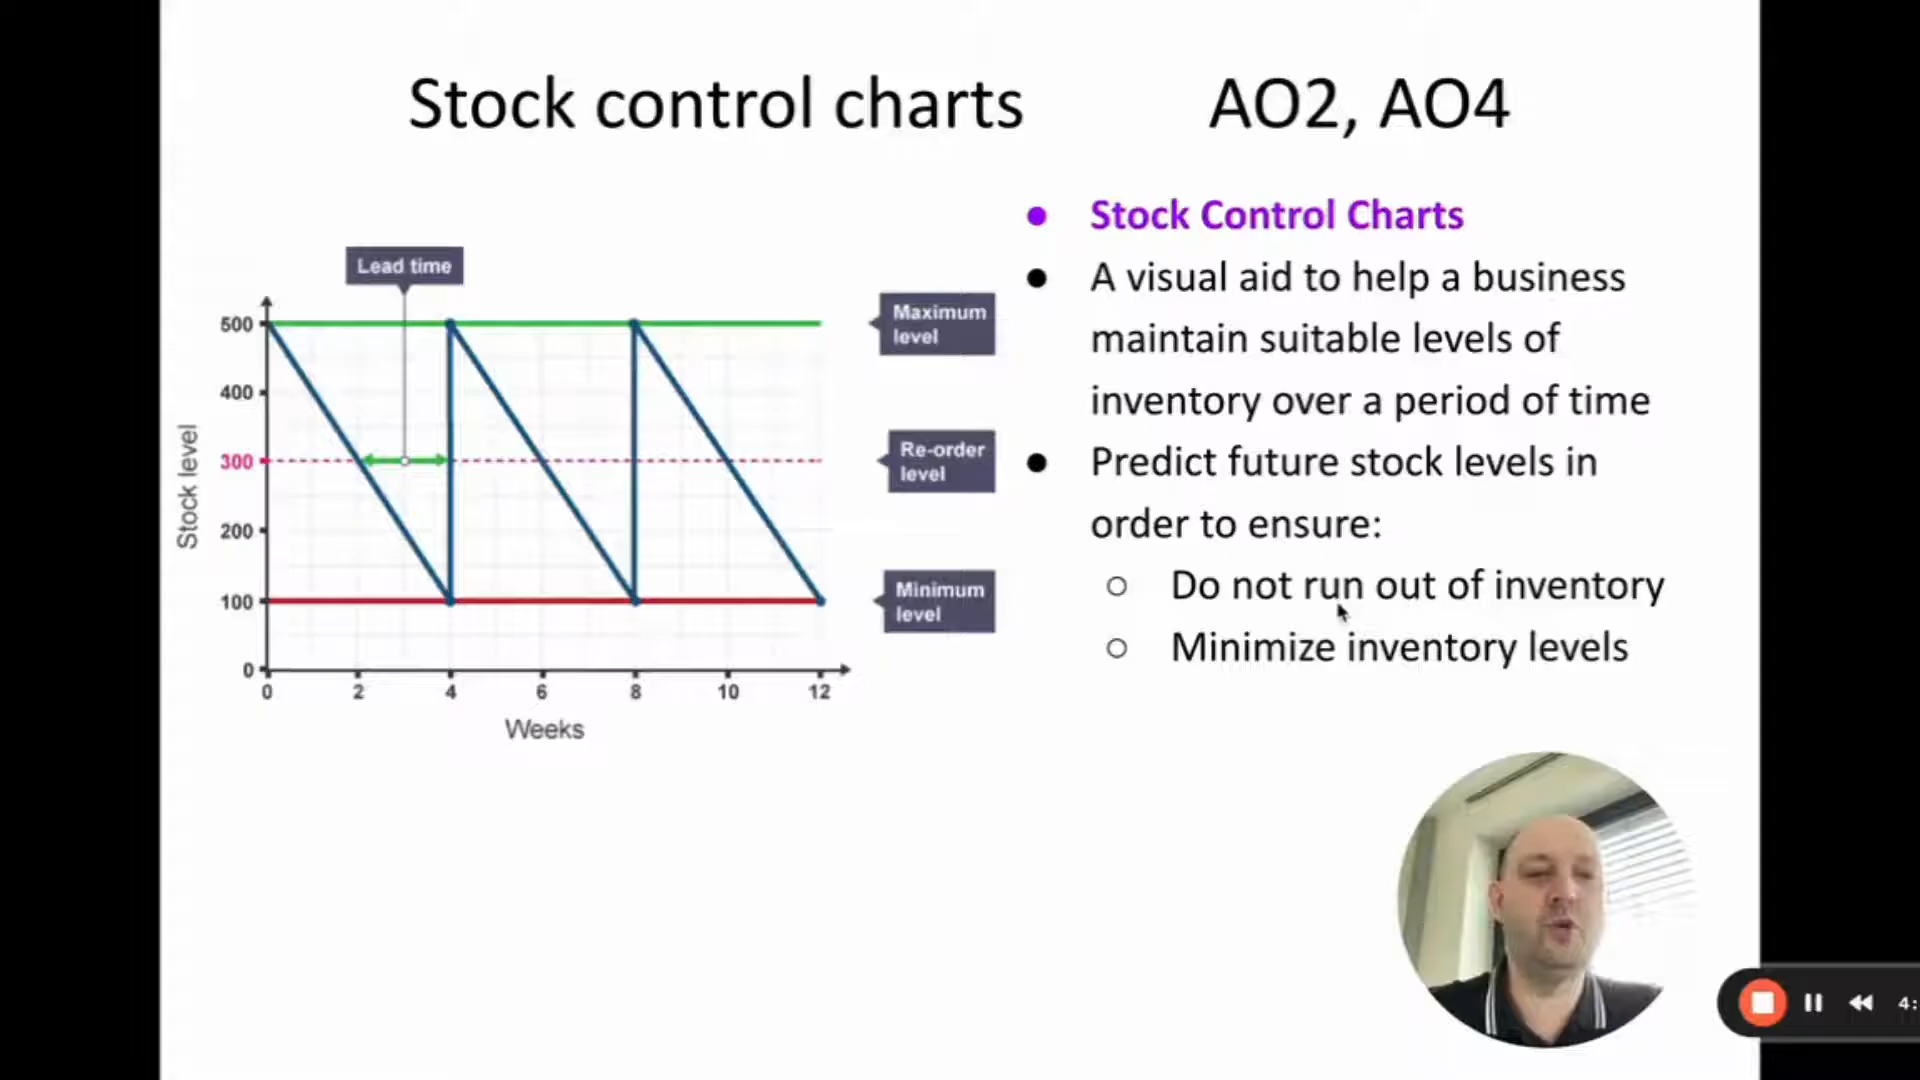 Stock control charts AO2, AO4
Lead time
500
400
300
200
100
0
Stock level
0 2 4 6 8 10 12
Weeks
Maximum
level
Re-order
level
Minimum
level
Stock Control Charts
A visual aid to help a business
maintain suitable levels of
inventory over a period of time
Predict future stock levels in
order to ensure:
Do not run out of inventory
Minimize inventory levels
4: